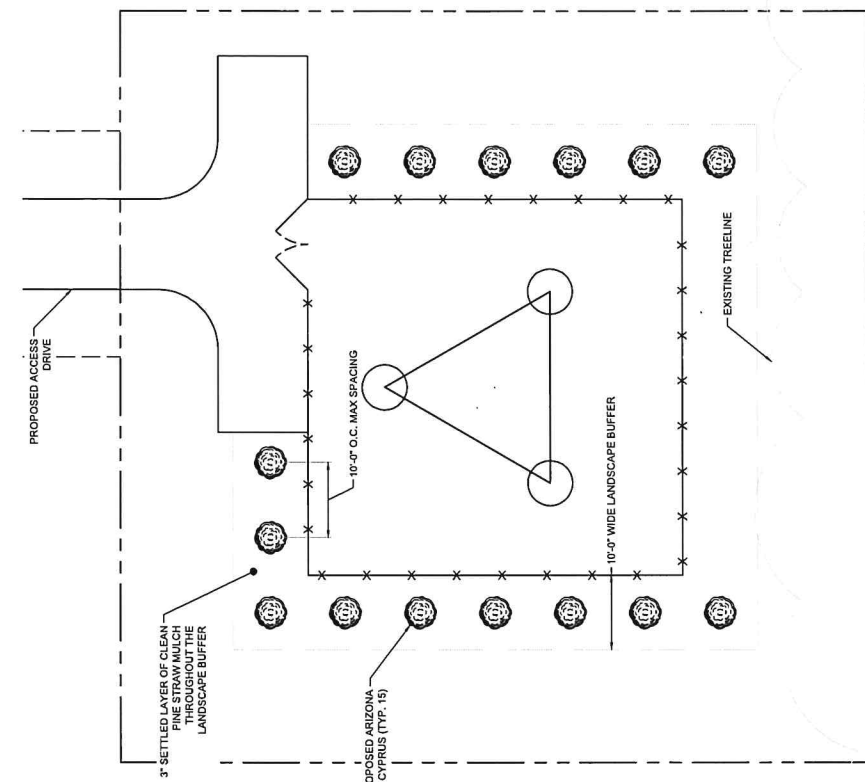 PROPOSED ACCESS
DRIVE
EXISTING TREELINE
10'-0" O.C. MAX SPACING
10'-0" WIDE LANDSCAPE BUFFER
3" SETTLED LAYER OF CLEAN
PINE STRAW MULCH
THROUGHOUT THE
LANDSCAPE BUFFER
OPOSED ARIZONA
CYPRUS (TYP. 15)